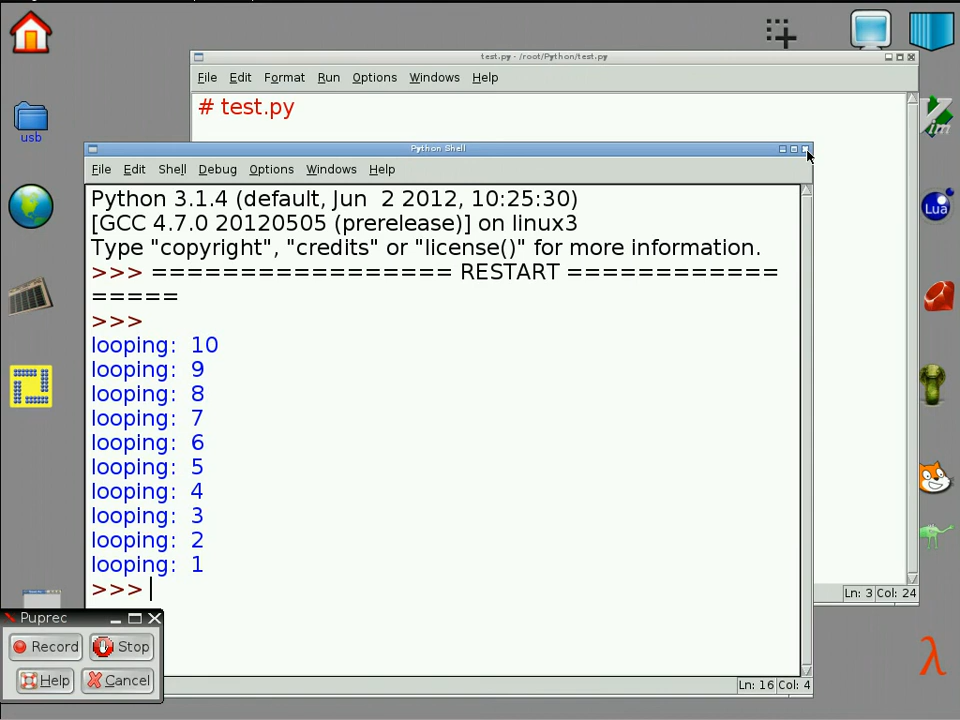 test.py - /root/Python/test.py
File Edit Format Run Options Windows Help
# test.py
usb
Python Shell
File Edit Shell Debug Options Windows Help
Python 3.1.4 (default, Jun  2 2012, 10:25:30)
[GCC 4.7.0 20120505 (prerelease)] on linux3
Type "copyright", "credits" or "license()" for more information.
>>> ================= RESTART ============
=====
>>>
looping:  10
looping:  9
looping:  8
looping:  7
looping:  6
looping:  5
looping:  4
looping:  3
looping:  2
looping:  1
>>>
Ln: 3 Col: 24
Ln: 16 Col: 4
Puprec
Record Stop
Help Cancel
Vim
Lua
λ